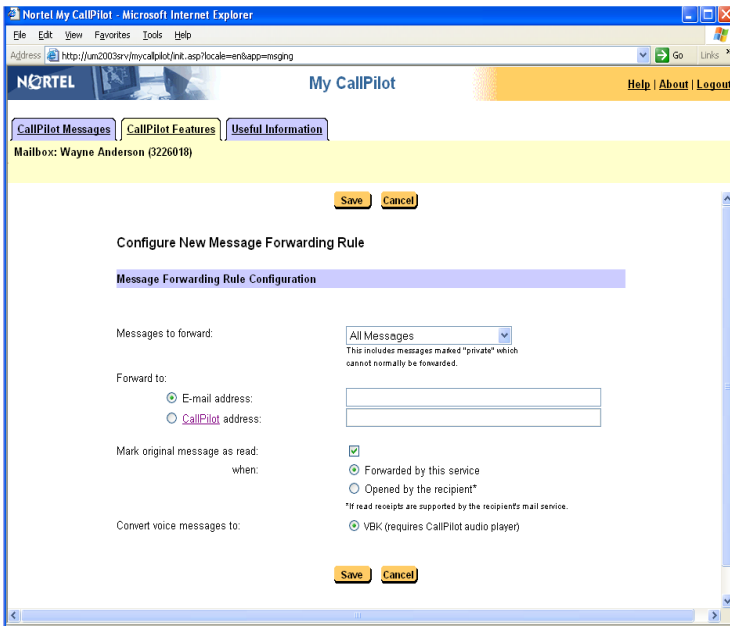 Nortel My CallPilot - Microsoft Internet Explorer
File Edit View Favorites Tools Help
Address http://um2003srv/mycallpilot/init.asp?locale=en&app=msging Go Links »
NORTEL My CallPilot Help | About | Logout
CallPilot Messages CallPilot Features Useful Information
Mailbox: Wayne Anderson (3226018)
Save Cancel
Configure New Message Forwarding Rule
Message Forwarding Rule Configuration
Messages to forward: All Messages
This includes messages marked "private" which
cannot normally be forwarded.
Forward to:
E-mail address:
CallPilot address:
Mark original message as read:
when: Forwarded by this service
Opened by the recipient*
*If read receipts are supported by the recipient's mail service.
Convert voice messages to: VBK (requires CallPilot audio player)
Save Cancel